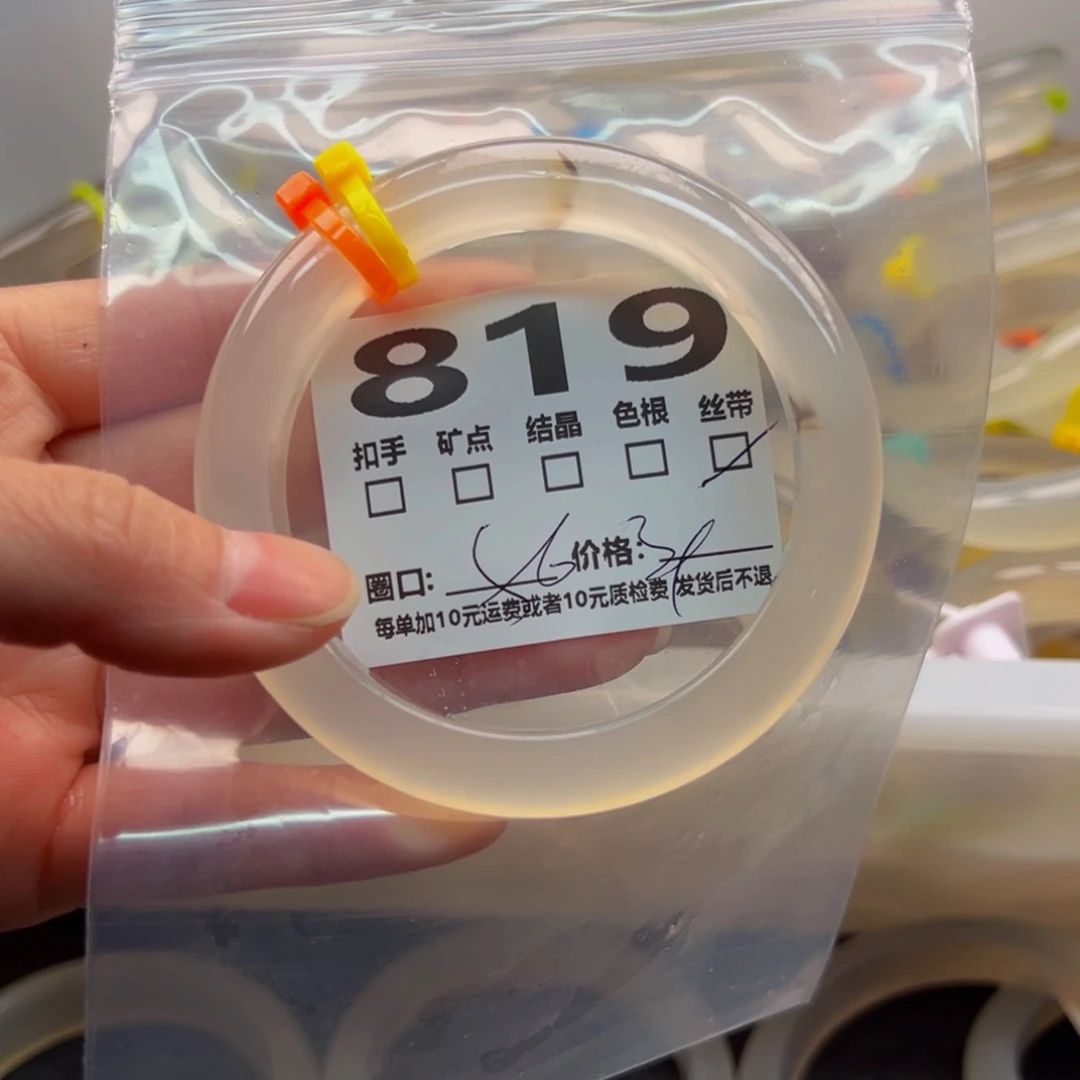 819
扣手 矿点 结晶 色根 丝带
圈口: 56 价格:
每单加10元运费或者10元质检费 发货后不退